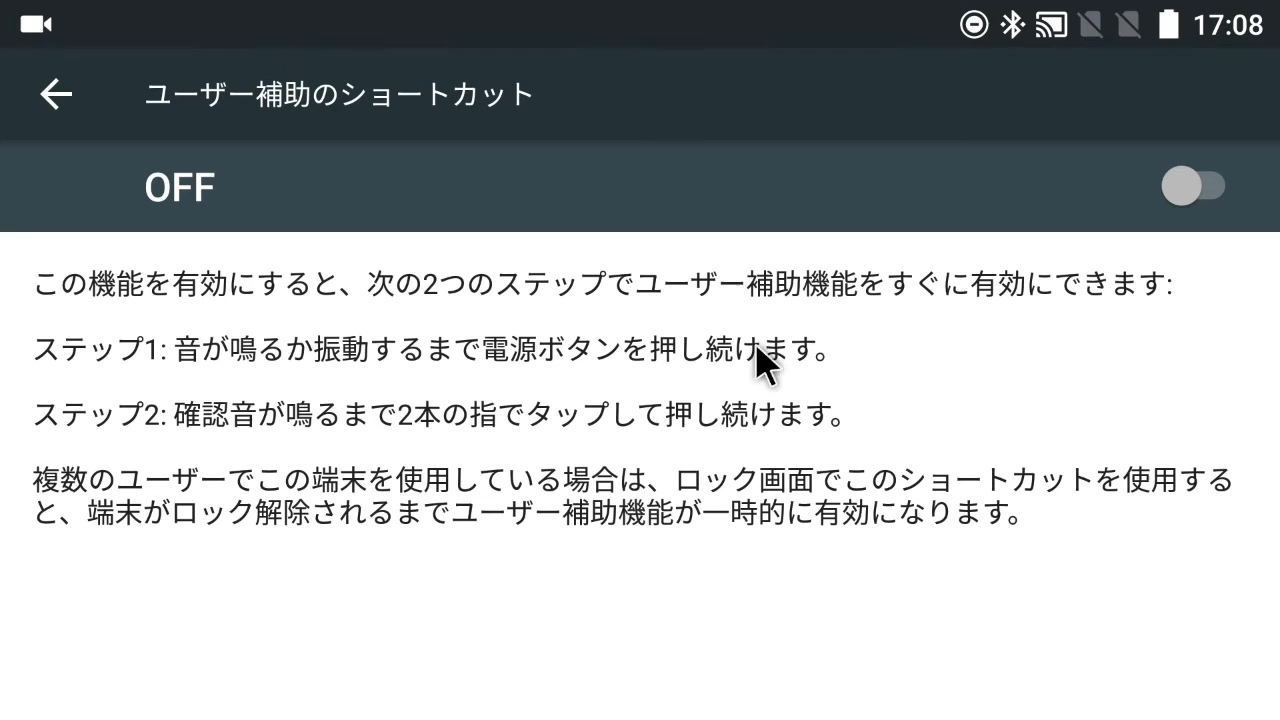 17:08
ユーザー補助のショートカット
OFF
この機能を有効にすると、次の2つのステップでユーザー補助機能をすぐに有効にできます:
ステップ1: 音が鳴るか振動するまで電源ボタンを押し続けます。
ステップ2: 確認音が鳴るまで2本の指でタップして押し続けます。
複数のユーザーでこの端末を使用している場合は、ロック画面でこのショートカットを使用する
と、端末がロック解除されるまでユーザー補助機能が一時的に有効になります。